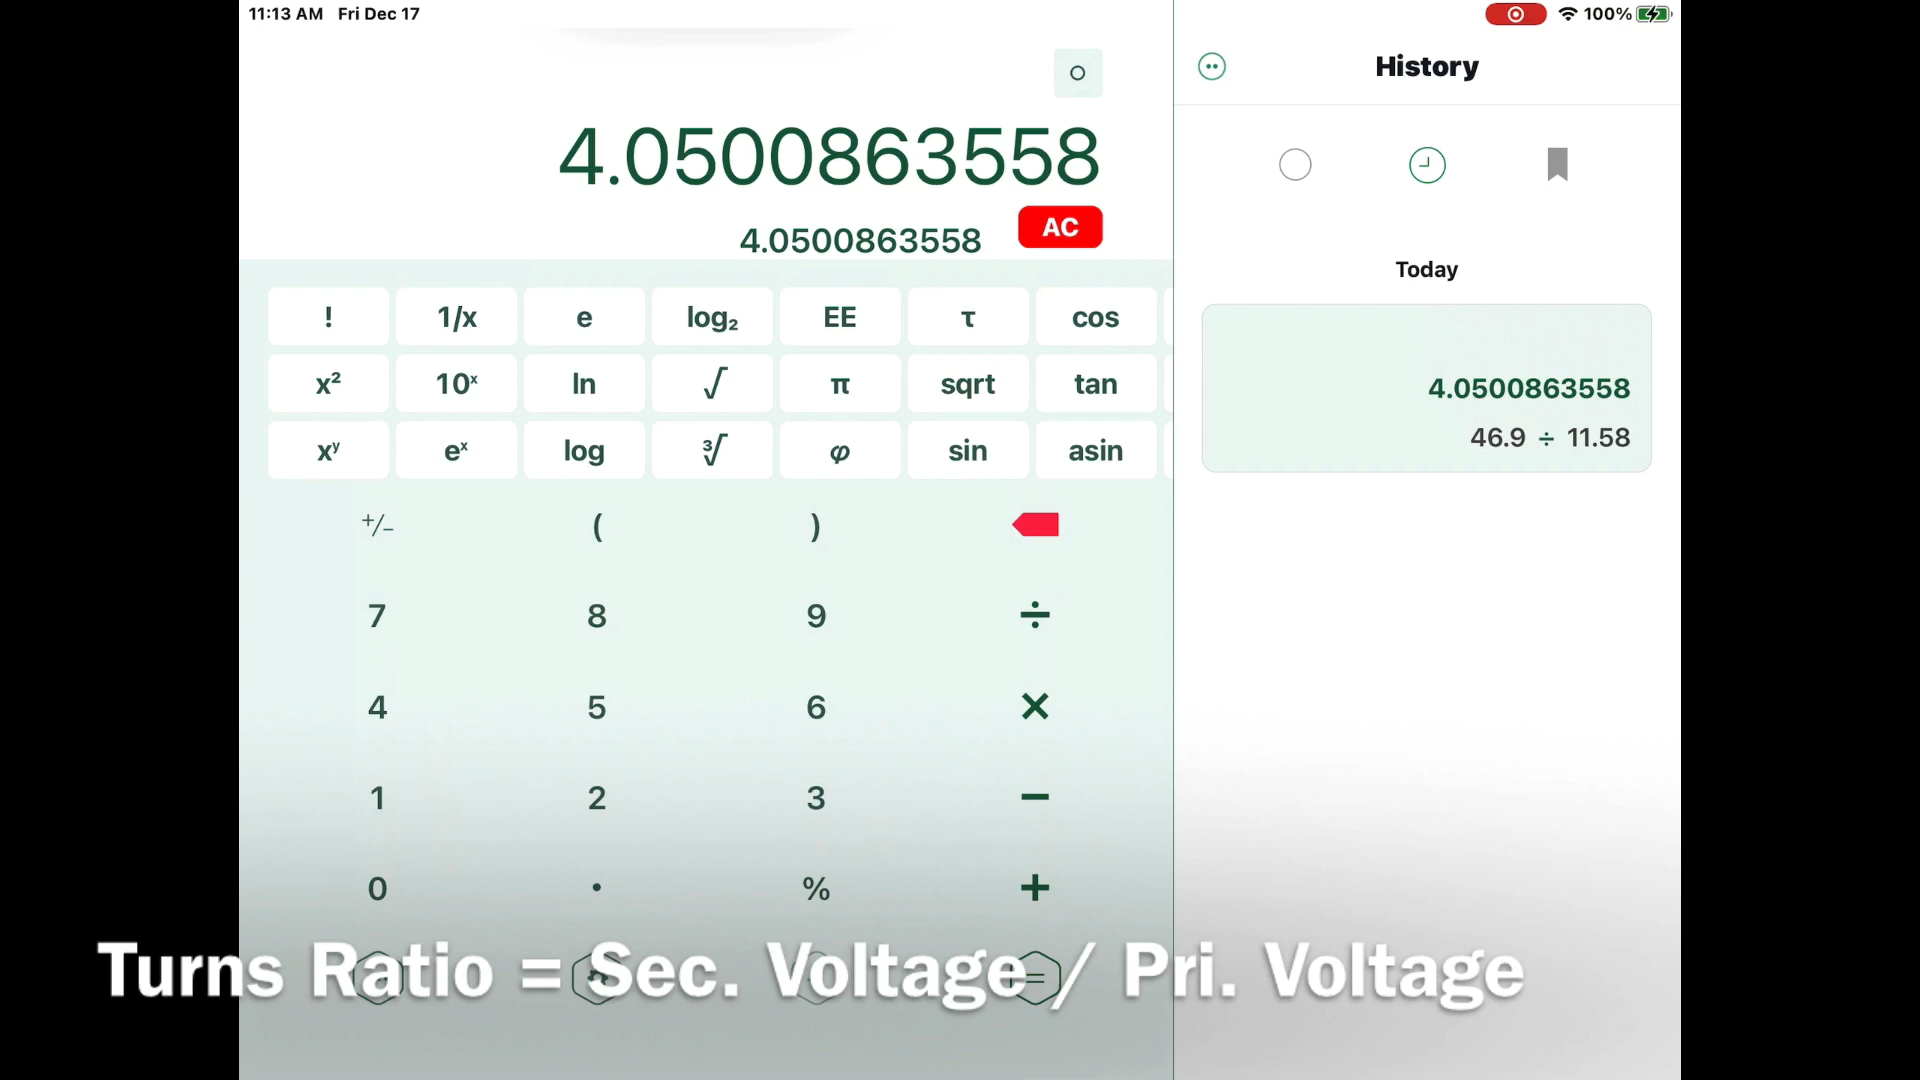 11:13 AM Fri Dec 17
100%
4.0500863558
4.0500863558
AC
! 1/x e log₂ EE τ cos
x² 10ˣ ln √ π sqrt tan
xʸ eˣ log ³√ φ sin asin
+/− ( )
7 8 9 ÷
4 5 6 ×
1 2 3 −
0 . % +
=
History
Today
4.0500863558
46.9 ÷ 11.58
Turns Ratio = Sec. Voltage / Pri. Voltage